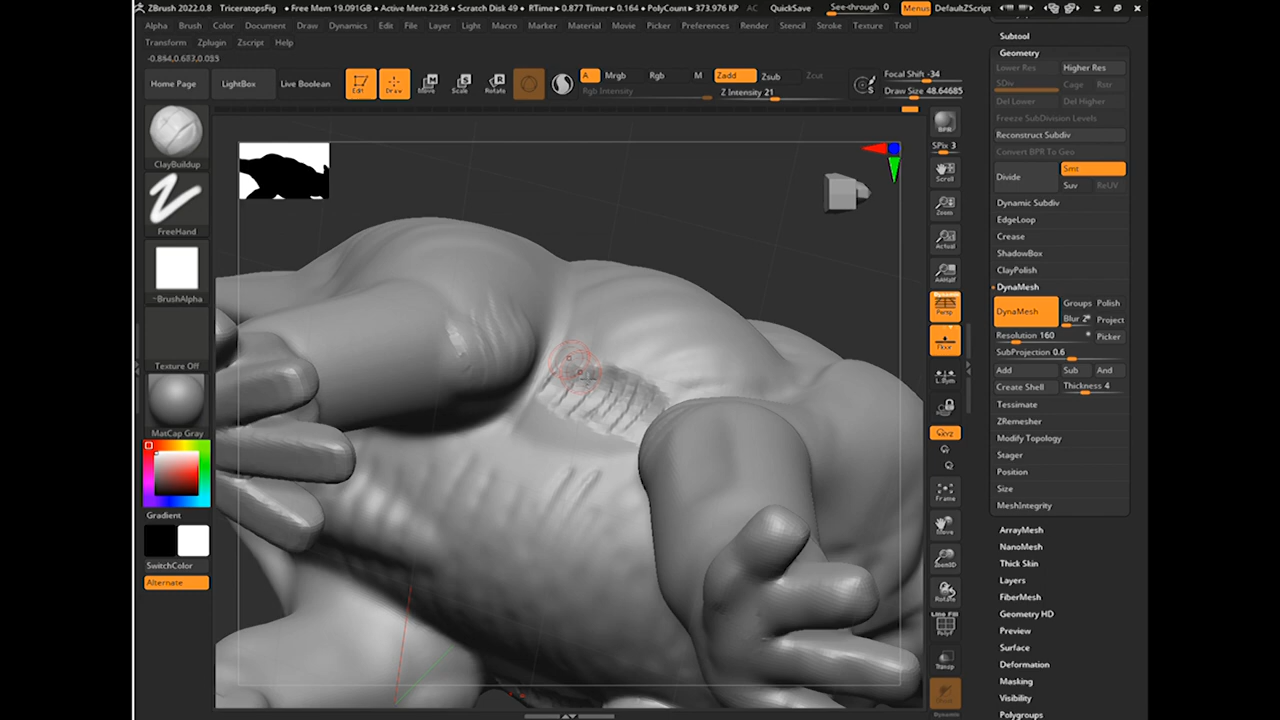 ZBrush 2022.0.8 TriceratopsFig • Free Mem 19.091GB • Active Mem 2236 • Scratch Disk 49 • RTime▸0.877 Timer▸0.164 • PolyCount▸373.976 KP AC QuickSave See-through 0 Menus DefaultZScript
Alpha Brush Color Document Draw Dynamics Edit File Layer Light Macro Marker Material Movie Picker Preferences Render Stencil Stroke Texture Tool
Transform Zplugin Zscript Help
Home Page LightBox Live Boolean Edit Draw Move Scale Rotate A Mrgb Rgb M Zadd Zsub Zcut
Rgb Intensity Z Intensity 21
Focal Shift -34
Draw Size 48.64685
ClayBuildup
FreeHand
~BrushAlpha
Texture Off
MatCap Gray
Gradient
SwitchColor
Alternate
BPR
SPix 3
Scroll
Zoom
Actual
AAHalf
Persp
Floor
L.Sym
Frame
Move
Zoom3D
Rotate
Line Fill
PolyF
Transp
Dynamic
Subtool
Geometry
Lower Res Higher Res
SDiv Cage Rstr
Del Lower Del Higher
Freeze SubDivision Levels
Reconstruct Subdiv
Convert BPR To Geo
Divide Smt
Suv ReUV
Dynamic Subdiv
EdgeLoop
Crease
ShadowBox
ClayPolish
DynaMesh
DynaMesh Groups Polish
Blur 2 Project
Resolution 160 Picker
SubProjection 0.6
Add Sub And
Create Shell Thickness 4
Tessimate
ZRemesher
Modify Topology
Stager
Position
Size
MeshIntegrity
ArrayMesh
NanoMesh
Thick Skin
Layers
FiberMesh
Geometry HD
Preview
Surface
Deformation
Masking
Visibility
Polygroups